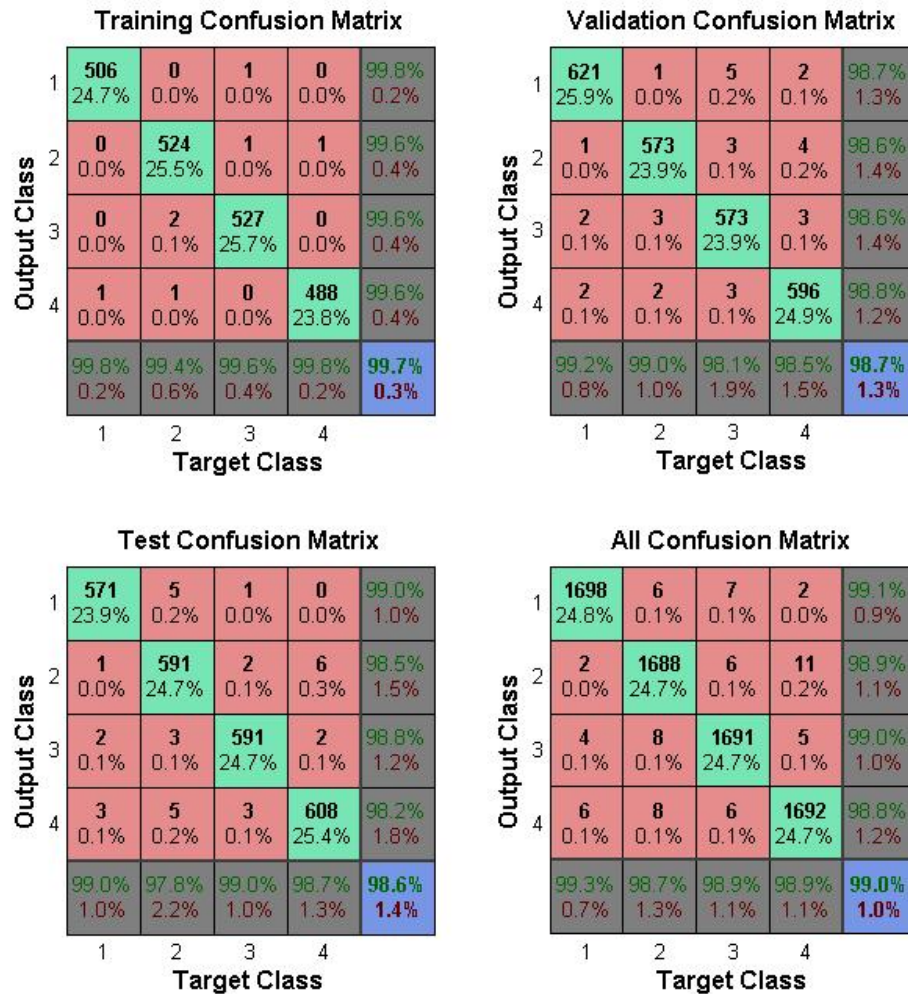 Training Confusion Matrix
506 0 1 0 99.8%
1
24.7% 0.0% 0.0% 0.0% 0.2%
0 524 1 1 99.6%
2
0.0% 25.5% 0.0% 0.0% 0.4%
0 2 527 0 99.6%
3
0.0% 0.1% 25.7% 0.0% 0.4%
1 1 0 488 99.6%
4
0.0% 0.0% 0.0% 23.8% 0.4%
99.8% 99.4% 99.6% 99.8% 99.7%
0.2% 0.6% 0.4% 0.2% 0.3%
1 2 3 4
Target Class
Output Class
Validation Confusion Matrix
621 1 5 2 98.7%
1
25.9% 0.0% 0.2% 0.1% 1.3%
1 573 3 4 98.6%
2
0.0% 23.9% 0.1% 0.2% 1.4%
2 3 573 3 98.6%
3
0.1% 0.1% 23.9% 0.1% 1.4%
2 2 3 596 98.8%
4
0.1% 0.1% 0.1% 24.9% 1.2%
99.2% 99.0% 98.1% 98.5% 98.7%
0.8% 1.0% 1.9% 1.5% 1.3%
1 2 3 4
Target Class
Output Class
Test Confusion Matrix
571 5 1 0 99.0%
1
23.9% 0.2% 0.0% 0.0% 1.0%
1 591 2 6 98.5%
2
0.0% 24.7% 0.1% 0.3% 1.5%
2 3 591 2 98.8%
3
0.1% 0.1% 24.7% 0.1% 1.2%
3 5 3 608 98.2%
4
0.1% 0.2% 0.1% 25.4% 1.8%
99.0% 97.8% 99.0% 98.7% 98.6%
1.0% 2.2% 1.0% 1.3% 1.4%
1 2 3 4
Target Class
Output Class
All Confusion Matrix
1698 6 7 2 99.1%
1
24.8% 0.1% 0.1% 0.0% 0.9%
2 1688 6 11 98.9%
2
0.0% 24.7% 0.1% 0.2% 1.1%
4 8 1691 5 99.0%
3
0.1% 0.1% 24.7% 0.1% 1.0%
6 8 6 1692 98.8%
4
0.1% 0.1% 0.1% 24.7% 1.2%
99.3% 98.7% 98.9% 98.9% 99.0%
0.7% 1.3% 1.1% 1.1% 1.0%
1 2 3 4
Target Class
Output Class